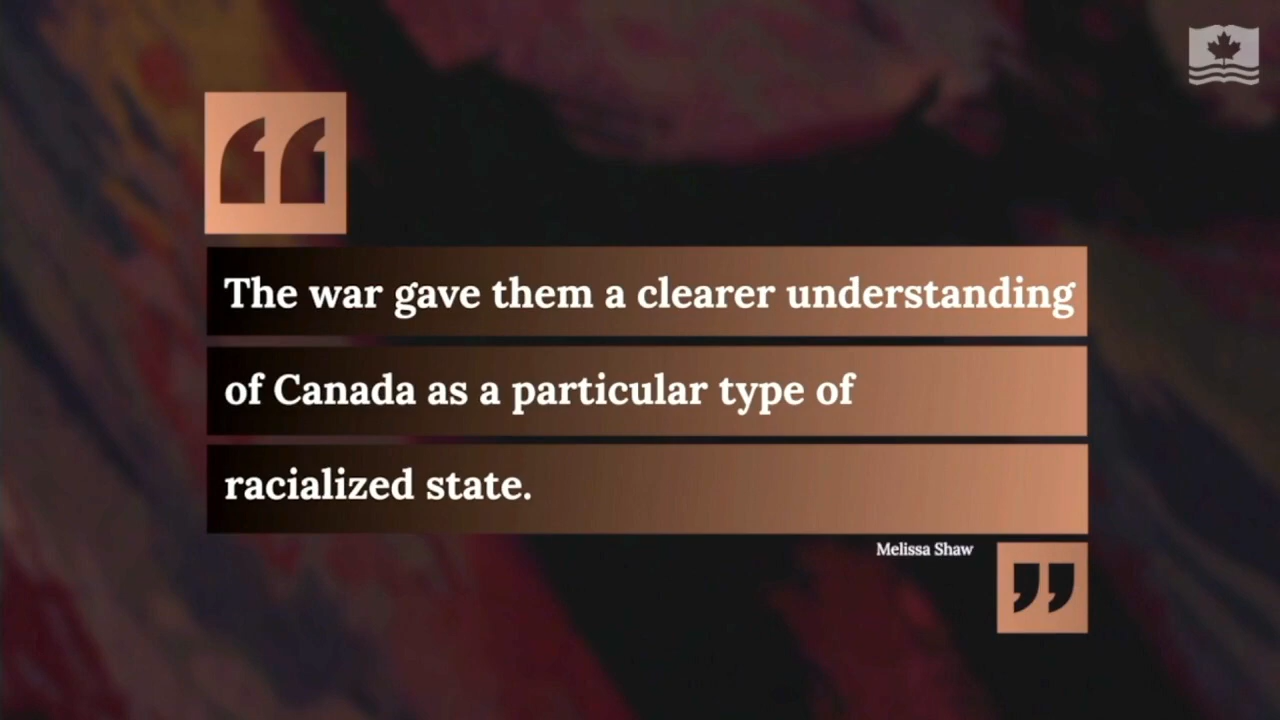 “
The war gave them a clearer understanding
of Canada as a particular type of
racialized state.
Melissa Shaw
”